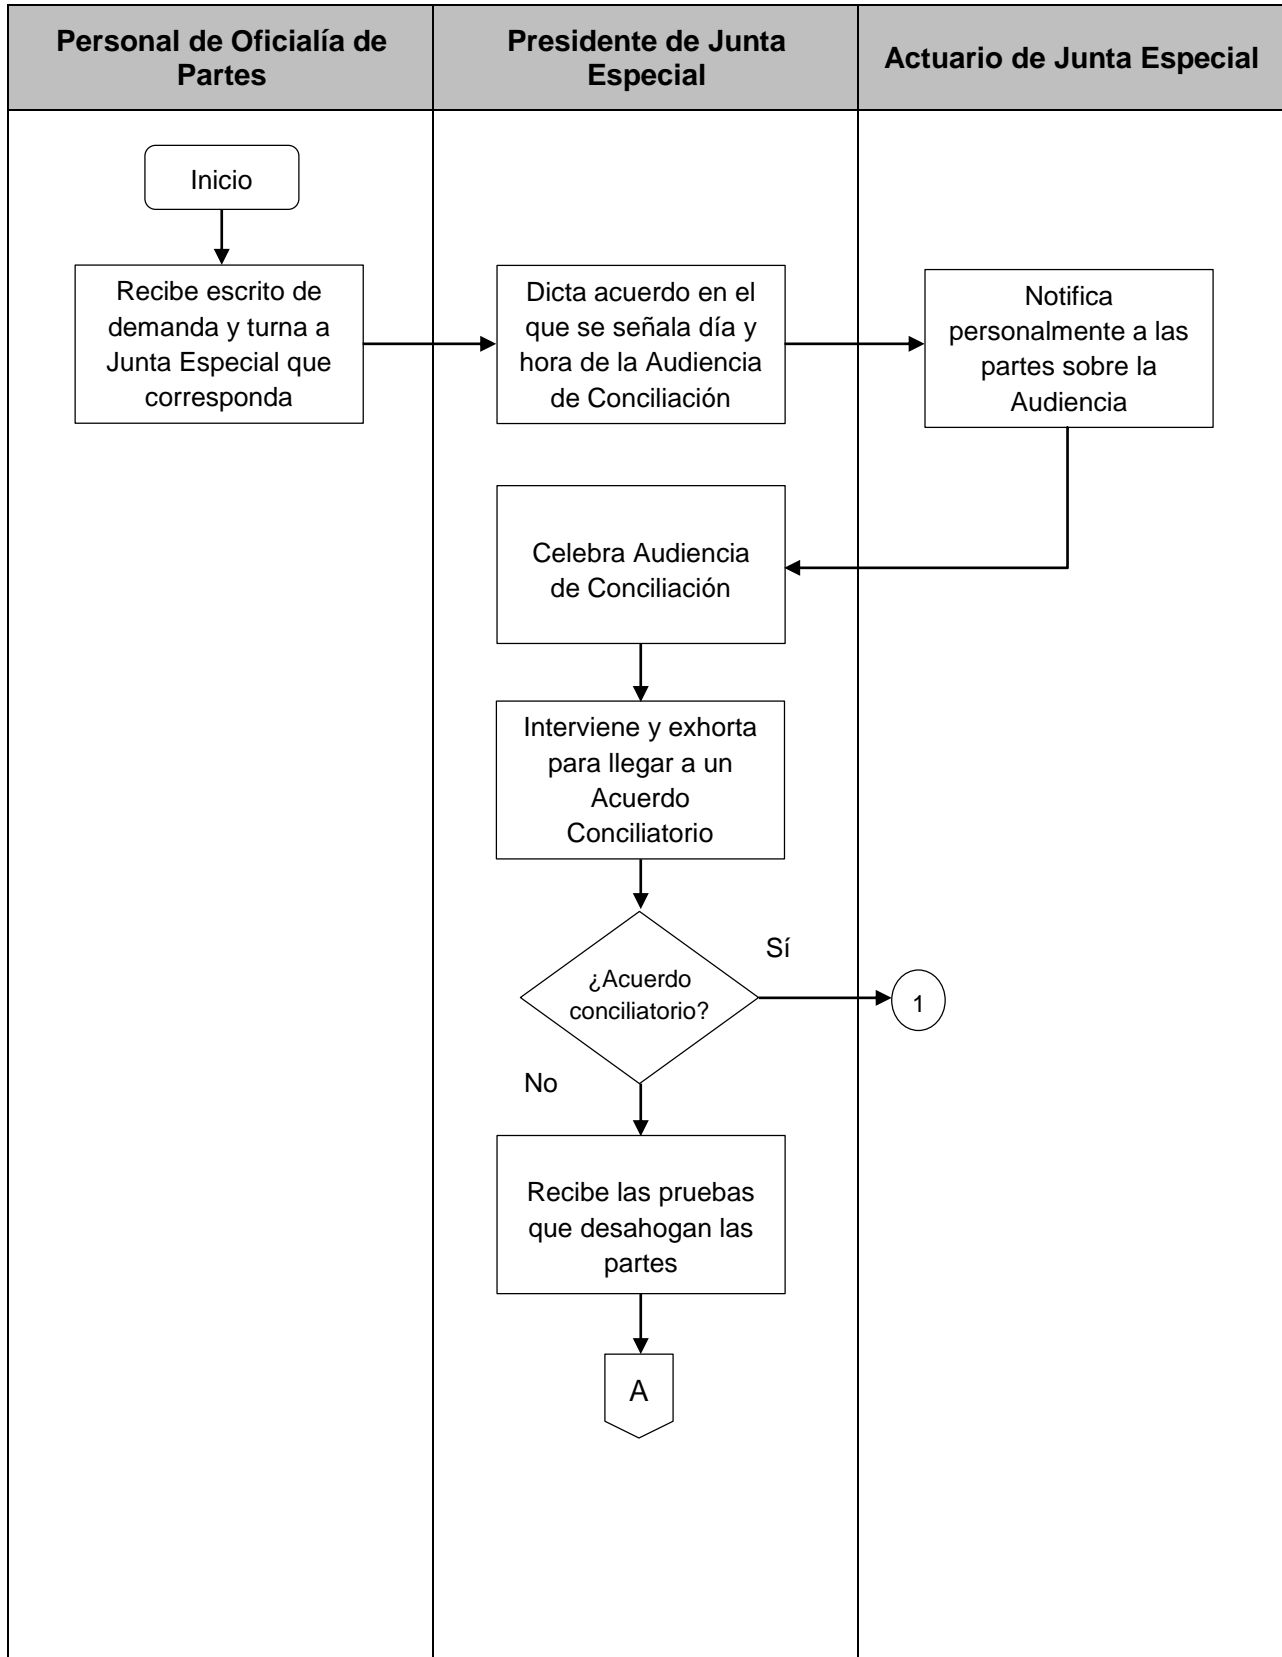 Personal de Oficialía de
Partes
Presidente de Junta
Especial
Actuario de Junta Especial
Inicio
Recibe escrito de
demanda y turna a
Junta Especial que
corresponda
Dicta acuerdo en el
que se señala día y
hora de la Audiencia
de Conciliación
Notifica
personalmente a las
partes sobre la
Audiencia
Celebra Audiencia
de Conciliación
Interviene y exhorta
para llegar a un
Acuerdo
Conciliatorio
¿Acuerdo
conciliatorio?
Sí
1
No
Recibe las pruebas
que desahogan las
partes
A